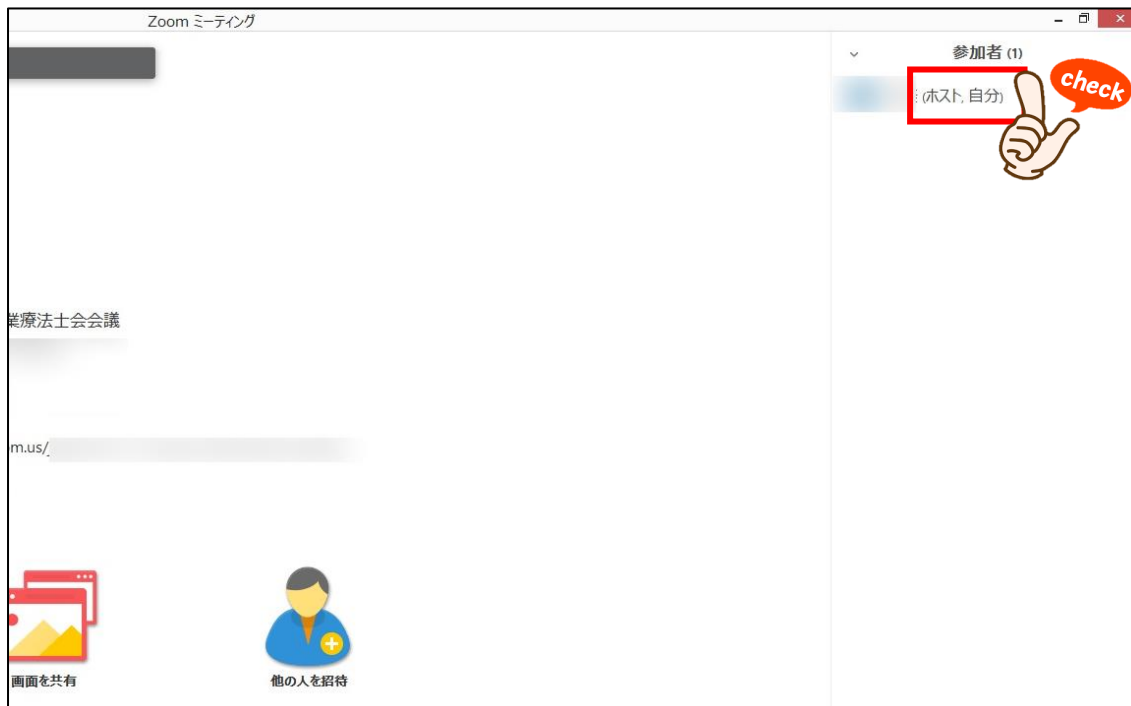 Zoom ミーティング
参加者 (1)
(ホスト, 自分)
check
業療法士会会議
om.us/
画面を共有
他の人を招待